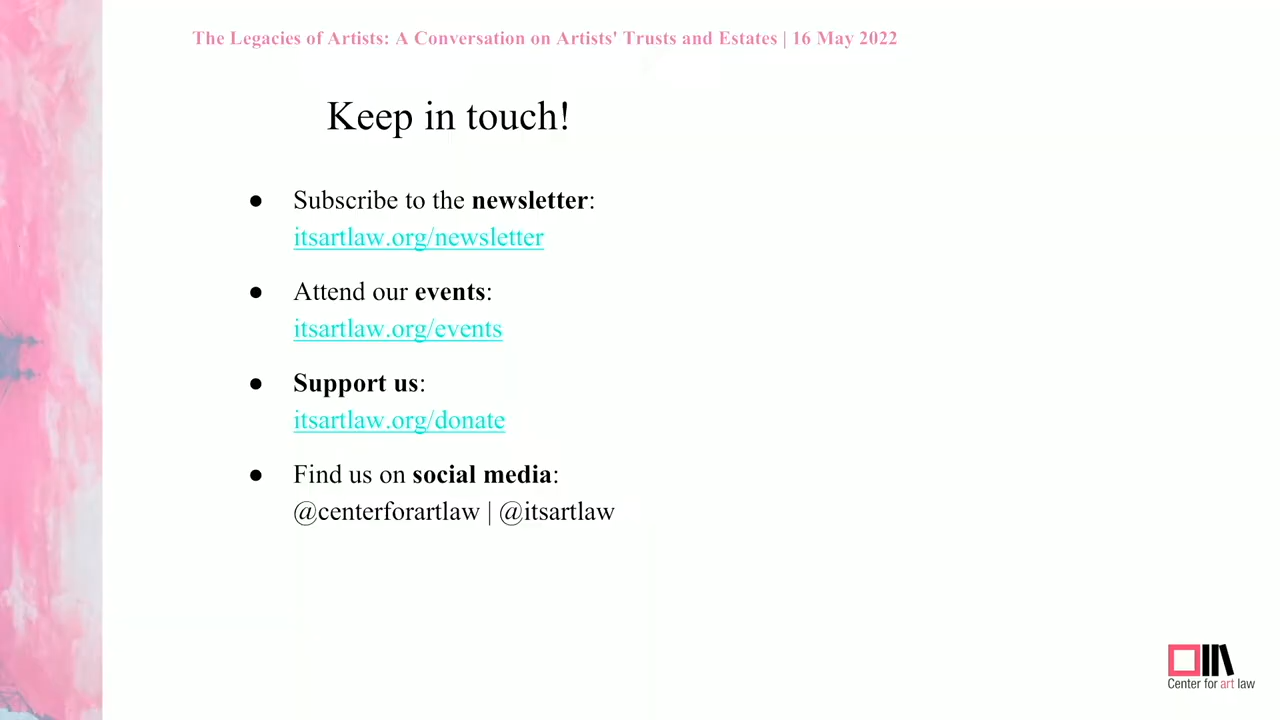 The Legacies of Artists: A Conversation on Artists' Trusts and Estates | 16 May 2022
Keep in touch!
● Subscribe to the newsletter:
itsartlaw.org/newsletter
● Attend our events:
itsartlaw.org/events
● Support us:
itsartlaw.org/donate
● Find us on social media:
@centerforartlaw | @itsartlaw
Center for art law